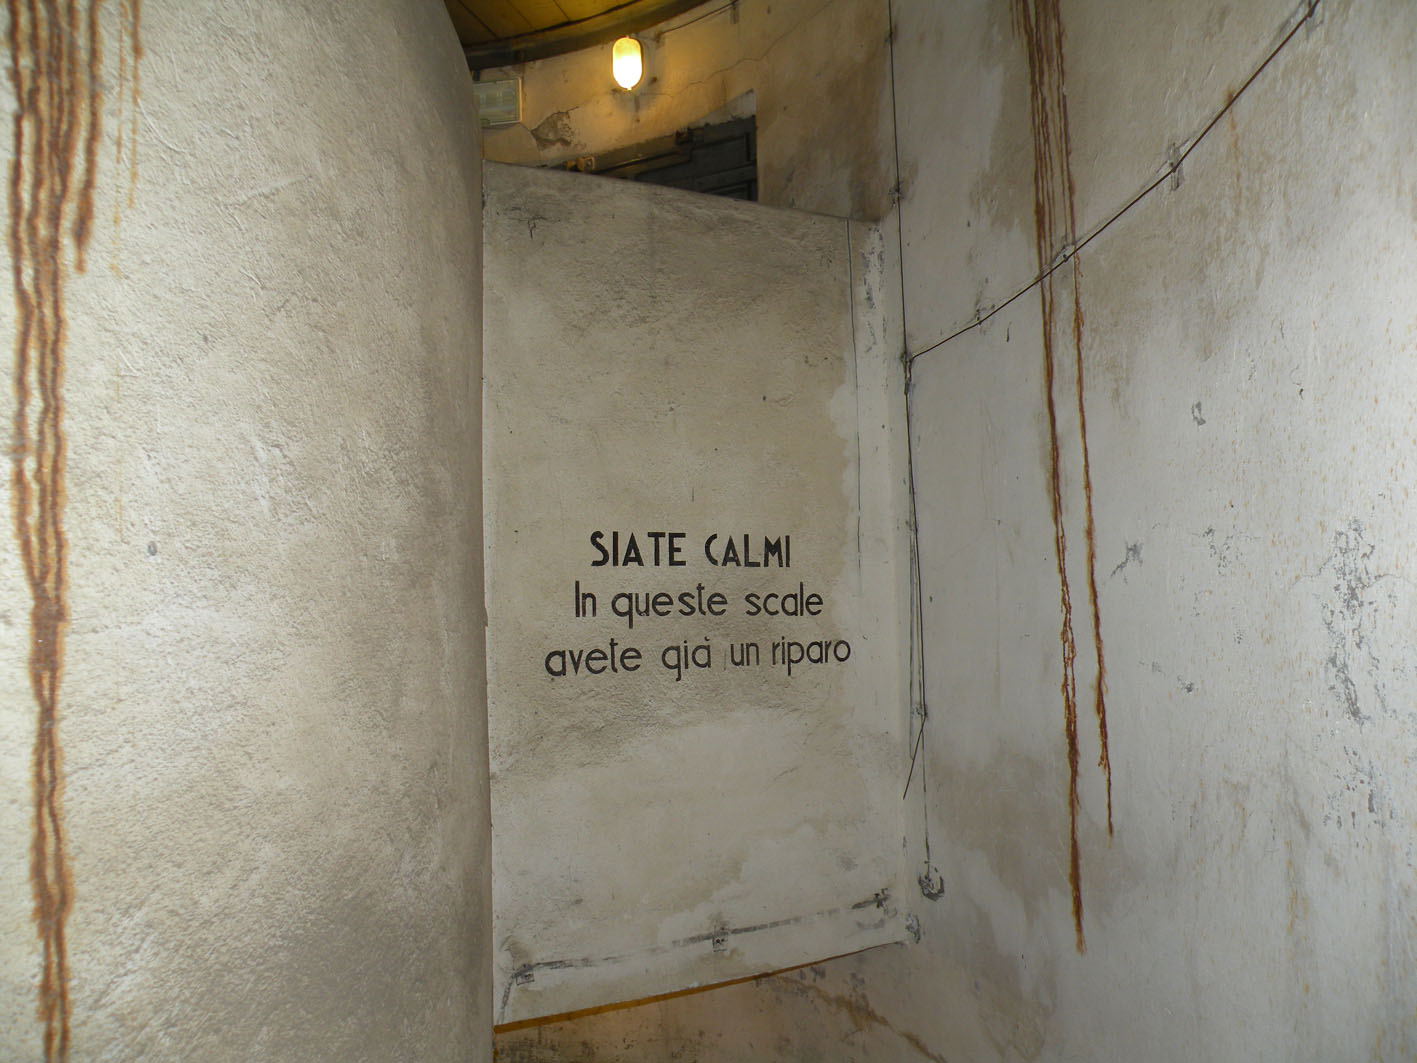 SIATE CALMI
In queste scale
avete già un riparo